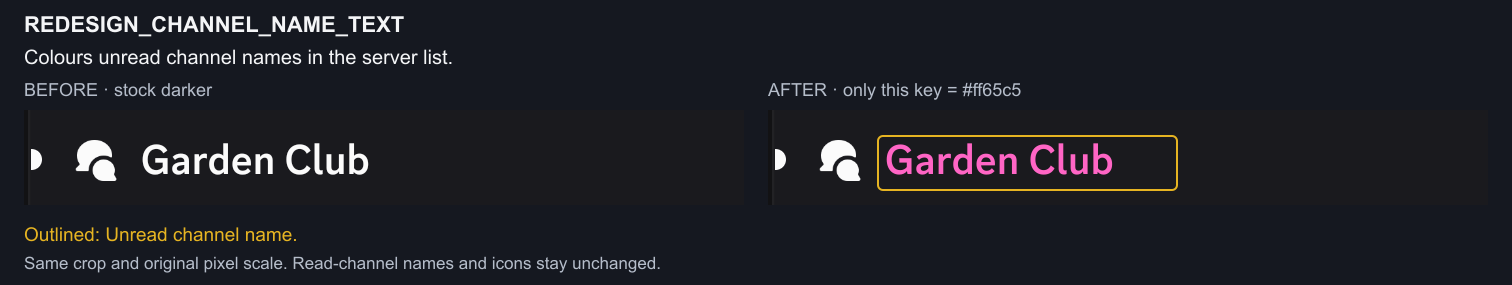 REDESIGN_CHANNEL_NAME_TEXT
Colours unread channel names in the server list.
BEFORE · stock darker
AFTER · only this key = #ff65c5
Garden Club
Garden Club
Outlined: Unread channel name.
Same crop and original pixel scale. Read-channel names and icons stay unchanged.